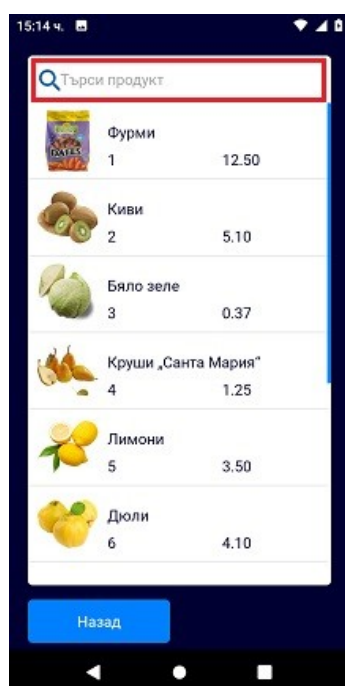 15:14 ч.
Търси продукт
DATES
Фурми
1 12.50
Киви
2 5.10
Бяло зеле
3 0.37
Круши „Санта Мария“
4 1.25
Лимони
5 3.50
Дюли
6 4.10
Назад